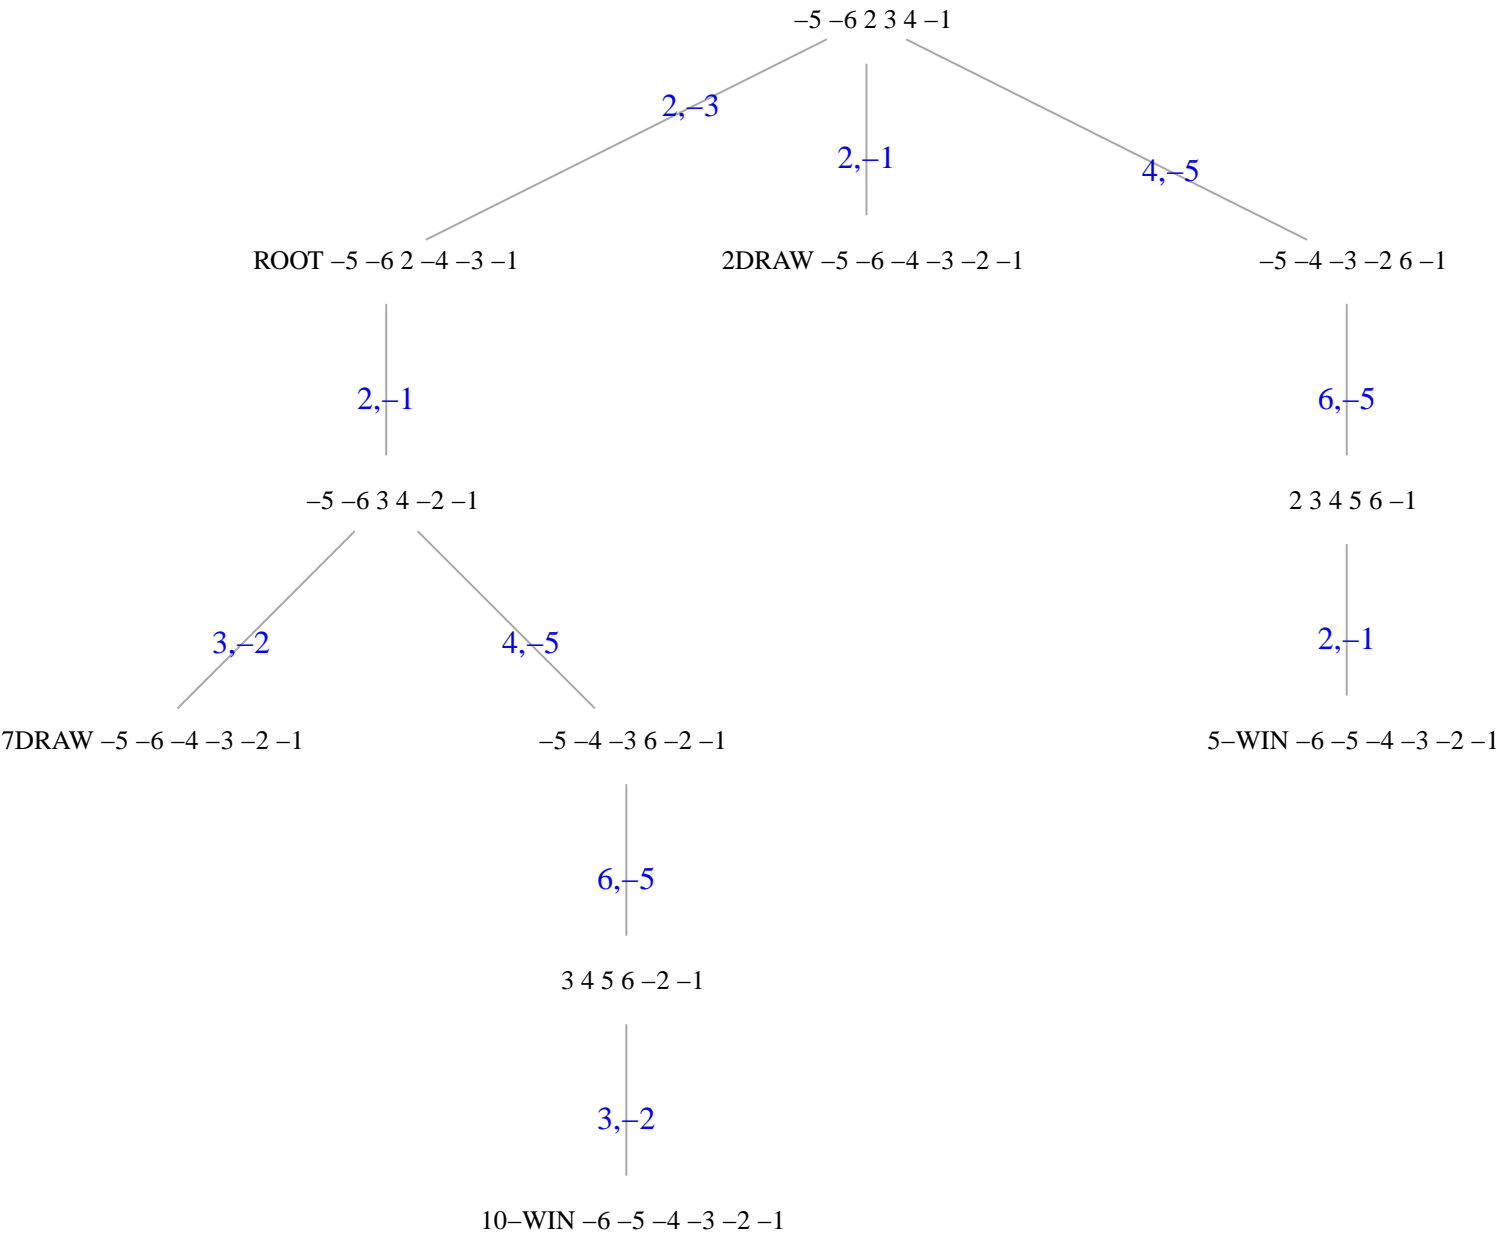 –5 –6 2 3 4 –1
2,–3
2,–1
4,–5
ROOT –5 –6 2 –4 –3 –1
2DRAW –5 –6 –4 –3 –2 –1
–5 –4 –3 –2 6 –1
2,–1
6,–5
–5 –6 3 4 –2 –1
2 3 4 5 6 –1
3,–2
4,–5
2,–1
7DRAW –5 –6 –4 –3 –2 –1
–5 –4 –3 6 –2 –1
5–WIN –6 –5 –4 –3 –2 –1
6,–5
3 4 5 6 –2 –1
3,–2
10–WIN –6 –5 –4 –3 –2 –1